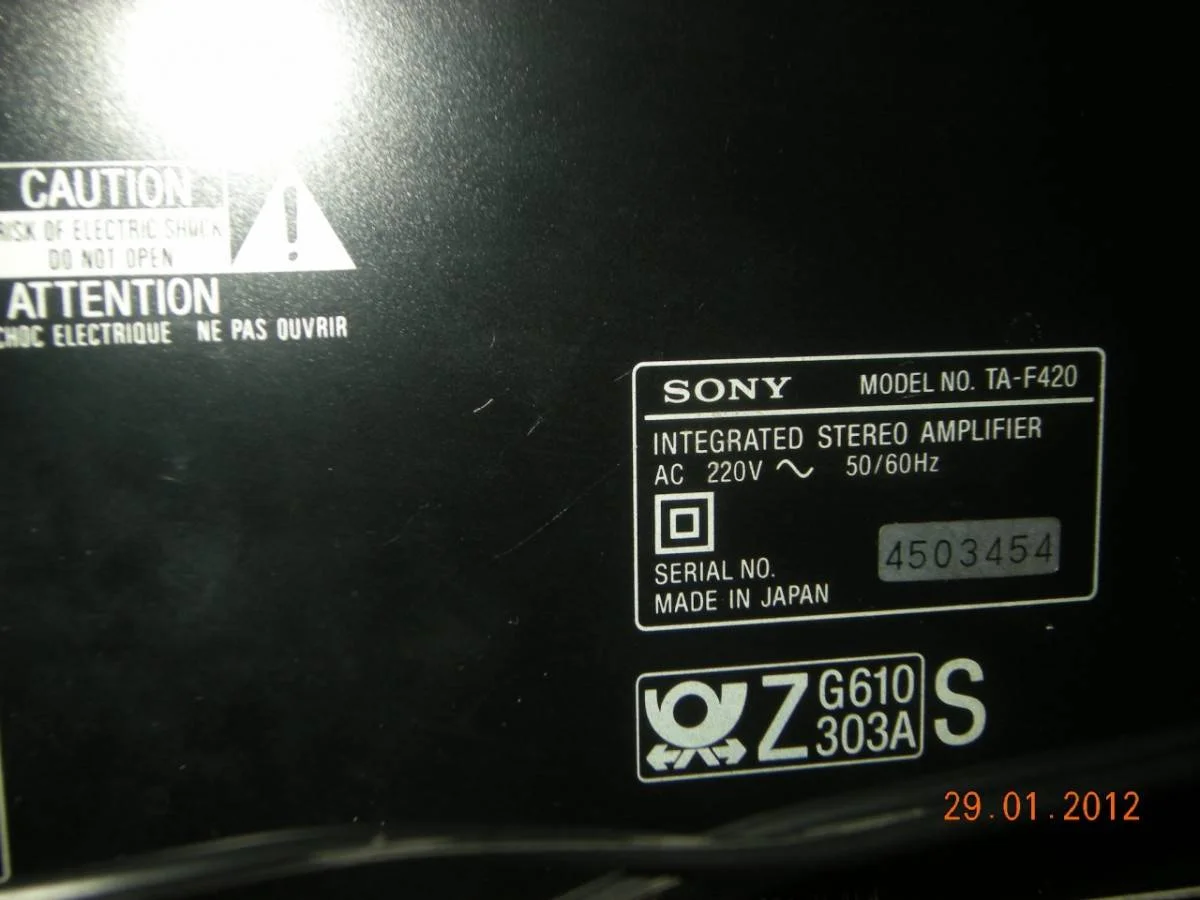 CAUTION
RISK OF ELECTRIC SHOCK
DO NOT OPEN
ATTENTION
CHOC ELECTRIQUE NE PAS OUVRIR
SONY MODEL NO. TA-F420
INTEGRATED STEREO AMPLIFIER
AC 220V ~ 50/60Hz
4503454
SERIAL NO.
MADE IN JAPAN
Z G610 S
303A
29.01.2012